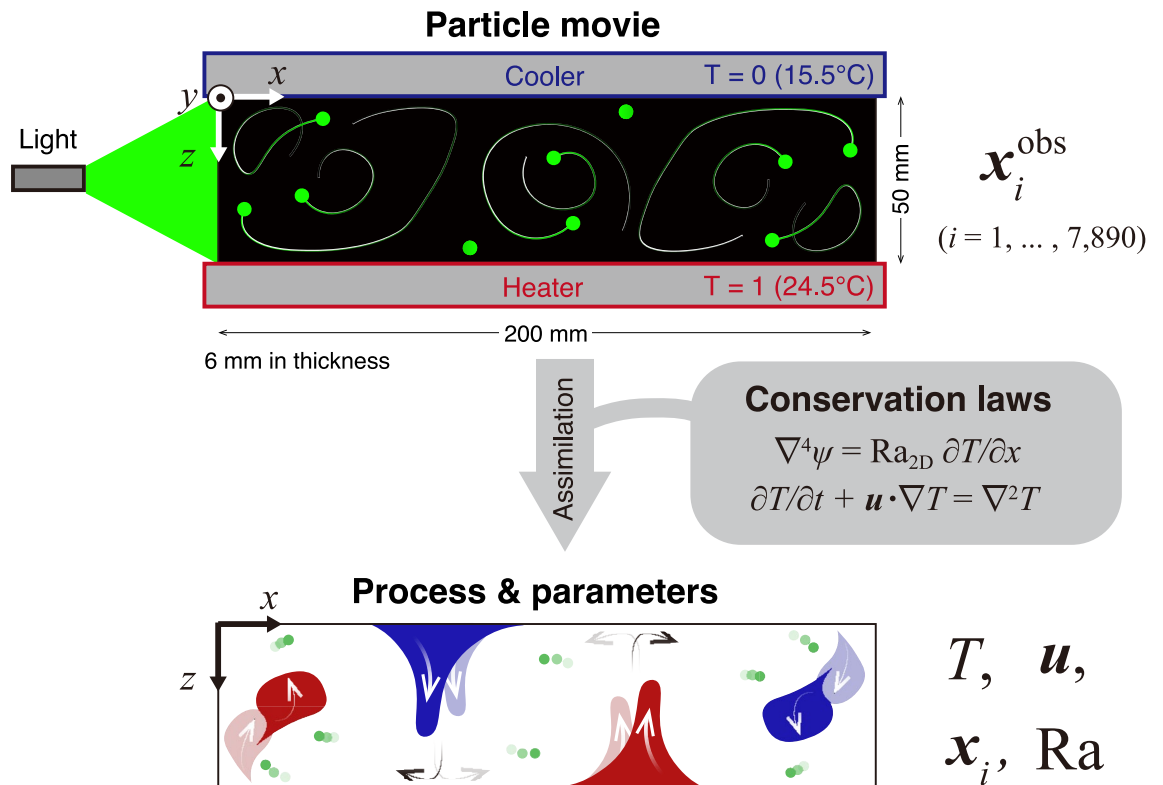 Particle movie
Cooler T = 0 (15.5°C)
y x
z
Light
50 mm
x_i^obs
(i = 1, ... , 7,890)
Heater T = 1 (24.5°C)
200 mm
6 mm in thickness
Assimilation
Conservation laws
∇⁴ψ = Ra₂D ∂T/∂x
∂T/∂t + u·∇T = ∇²T
Process & parameters
x
z
T, u,
x_i, Ra